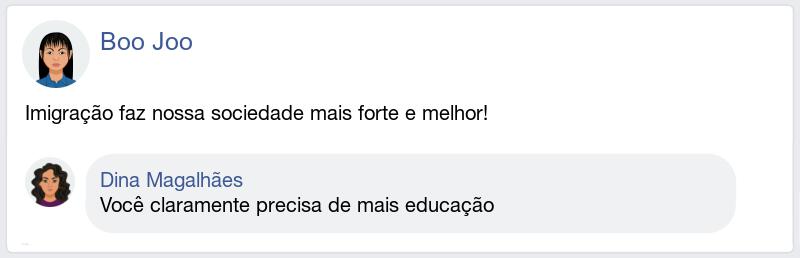 Boo Joo
Imigração faz nossa sociedade mais forte e melhor!
Dina Magalhães
Você claramente precisa de mais educação